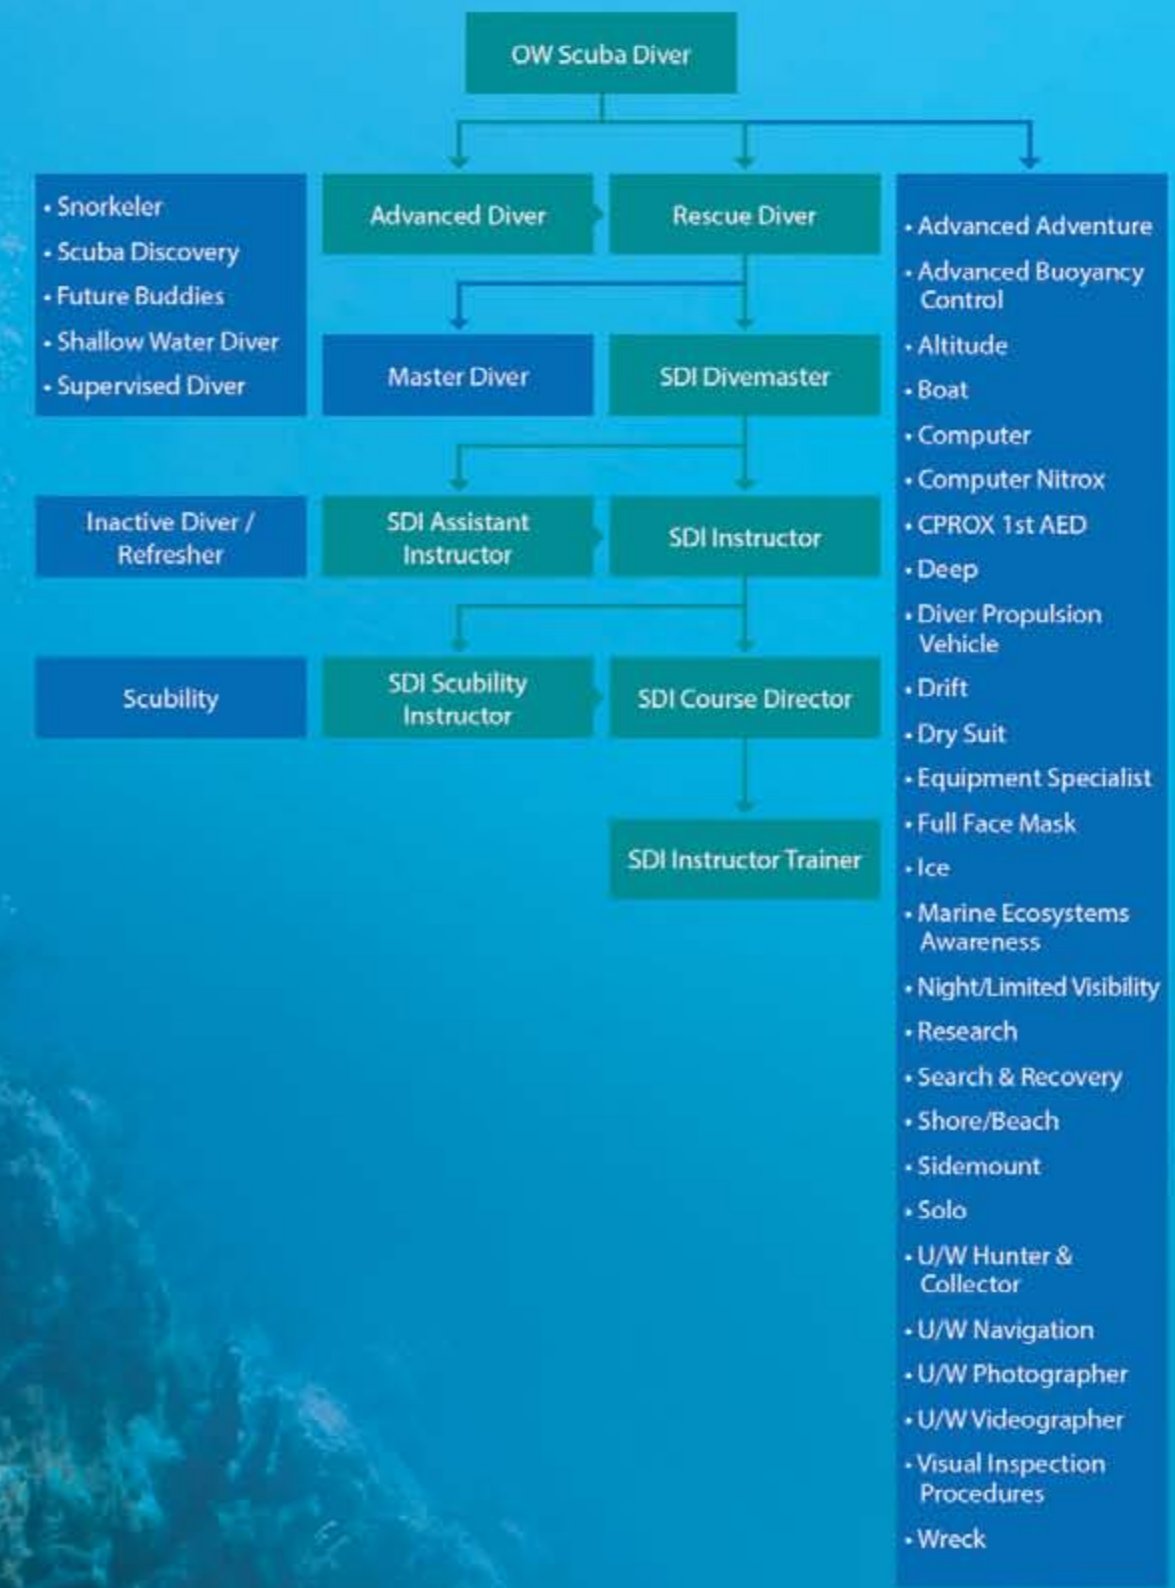 OW Scuba Diver
• Snorkeler
• Scuba Discovery
• Future Buddies
• Shallow Water Diver
• Supervised Diver
Advanced Diver
Rescue Diver
Master Diver
SDI Divemaster
Inactive Diver /
Refresher
SDI Assistant
Instructor
SDI Instructor
Scubility
SDI Scubility
Instructor
SDI Course Director
SDI Instructor Trainer
• Advanced Adventure
• Advanced Buoyancy
Control
• Altitude
• Boat
• Computer
• Computer Nitrox
• CPROX 1st AED
• Deep
• Diver Propulsion
Vehicle
• Drift
• Dry Suit
• Equipment Specialist
• Full Face Mask
• Ice
• Marine Ecosystems
Awareness
• Night/Limited Visibility
• Research
• Search & Recovery
• Shore/Beach
• Sidemount
• Solo
• U/W Hunter &
Collector
• U/W Navigation
• U/W Photographer
• U/W Videographer
• Visual Inspection
Procedures
• Wreck